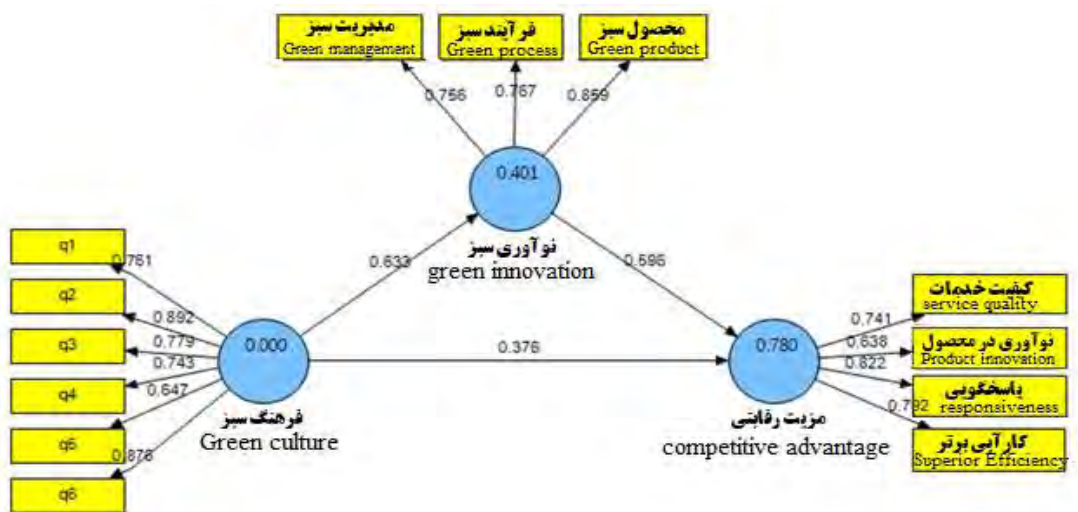 مدیریت سبز
Green management
فرآیند سبز
Green process
محصول سبز
Green product
0.756
0.767
0.859
0.401
نوآوری سبز
green innovation
0.633
0.596
q1
q2
q3
q4
q5
q6
0.761
0.892
0.779
0.743
0.647
0.876
0.000
فرهنگ سبز
Green culture
0.376
0.780
مزیت رقابتی
competitive advantage
0.741
0.638
0.822
0.792
کیفیت خدمات
service quality
نوآوری در محصول
Product innovation
پاسخگویی
responsiveness
کارآیی برتر
Superior Efficiency